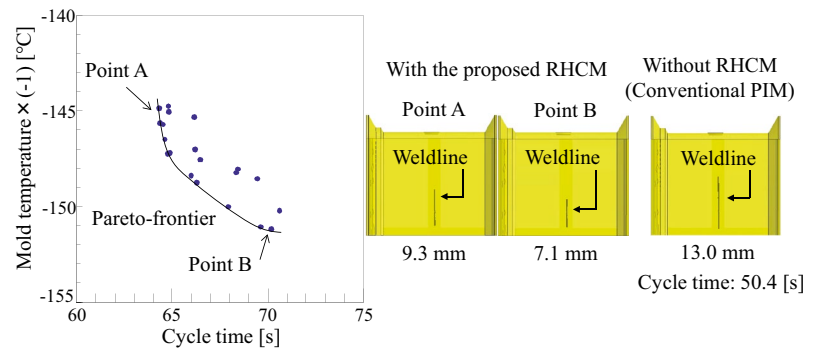 -140
-145
-150
-155
Mold temperature × (-1) [℃]
Point A
Pareto-frontier
Point B
60 65 70 75
Cycle time [s]
With the proposed RHCM
Point A Point B
Weldline Weldline
9.3 mm 7.1 mm
Without RHCM
(Conventional PIM)
Weldline
13.0 mm
Cycle time: 50.4 [s]